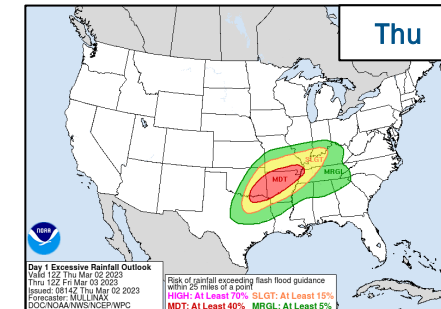 Thu
SLGT
MRGL
MDT
NOAA
Day 1 Excessive Rainfall Outlook
Valid 12Z Thu Mar 02 2023
Thru 12Z Fri Mar 03 2023
Issued: 0814Z Thu Mar 02 2023
Forecaster: MULLINAX
DOC/NOAA/NWS/NCEP/WPC
Risk of rainfall exceeding flash flood guidance
within 25 miles of a point
HIGH: At Least 70% SLGT: At Least 15%
MDT: At Least 40% MRGL: At Least 5%